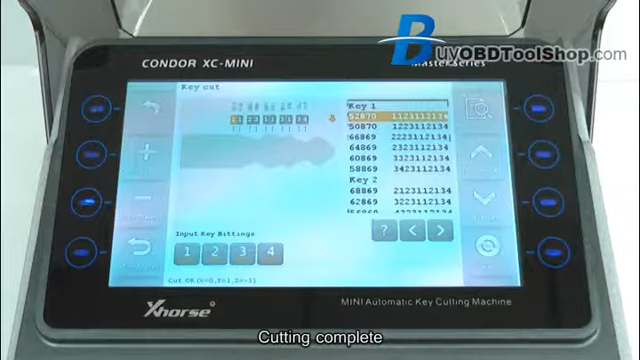 BUYOBDToolShop.com
CONDOR XC-MINI
Master Series
Key cut
Key 1
52870 1123112134
50870 1223112134
66869 2223112134
64869 2323112134
60869 3323112134
58869 3423112134
Key 2
68869 2123112134
62869 3223112134
Input Key Bittings
? < >
1 2 3 4
Xhorse
MINI Automatic Key Cutting Machine
Cutting complete